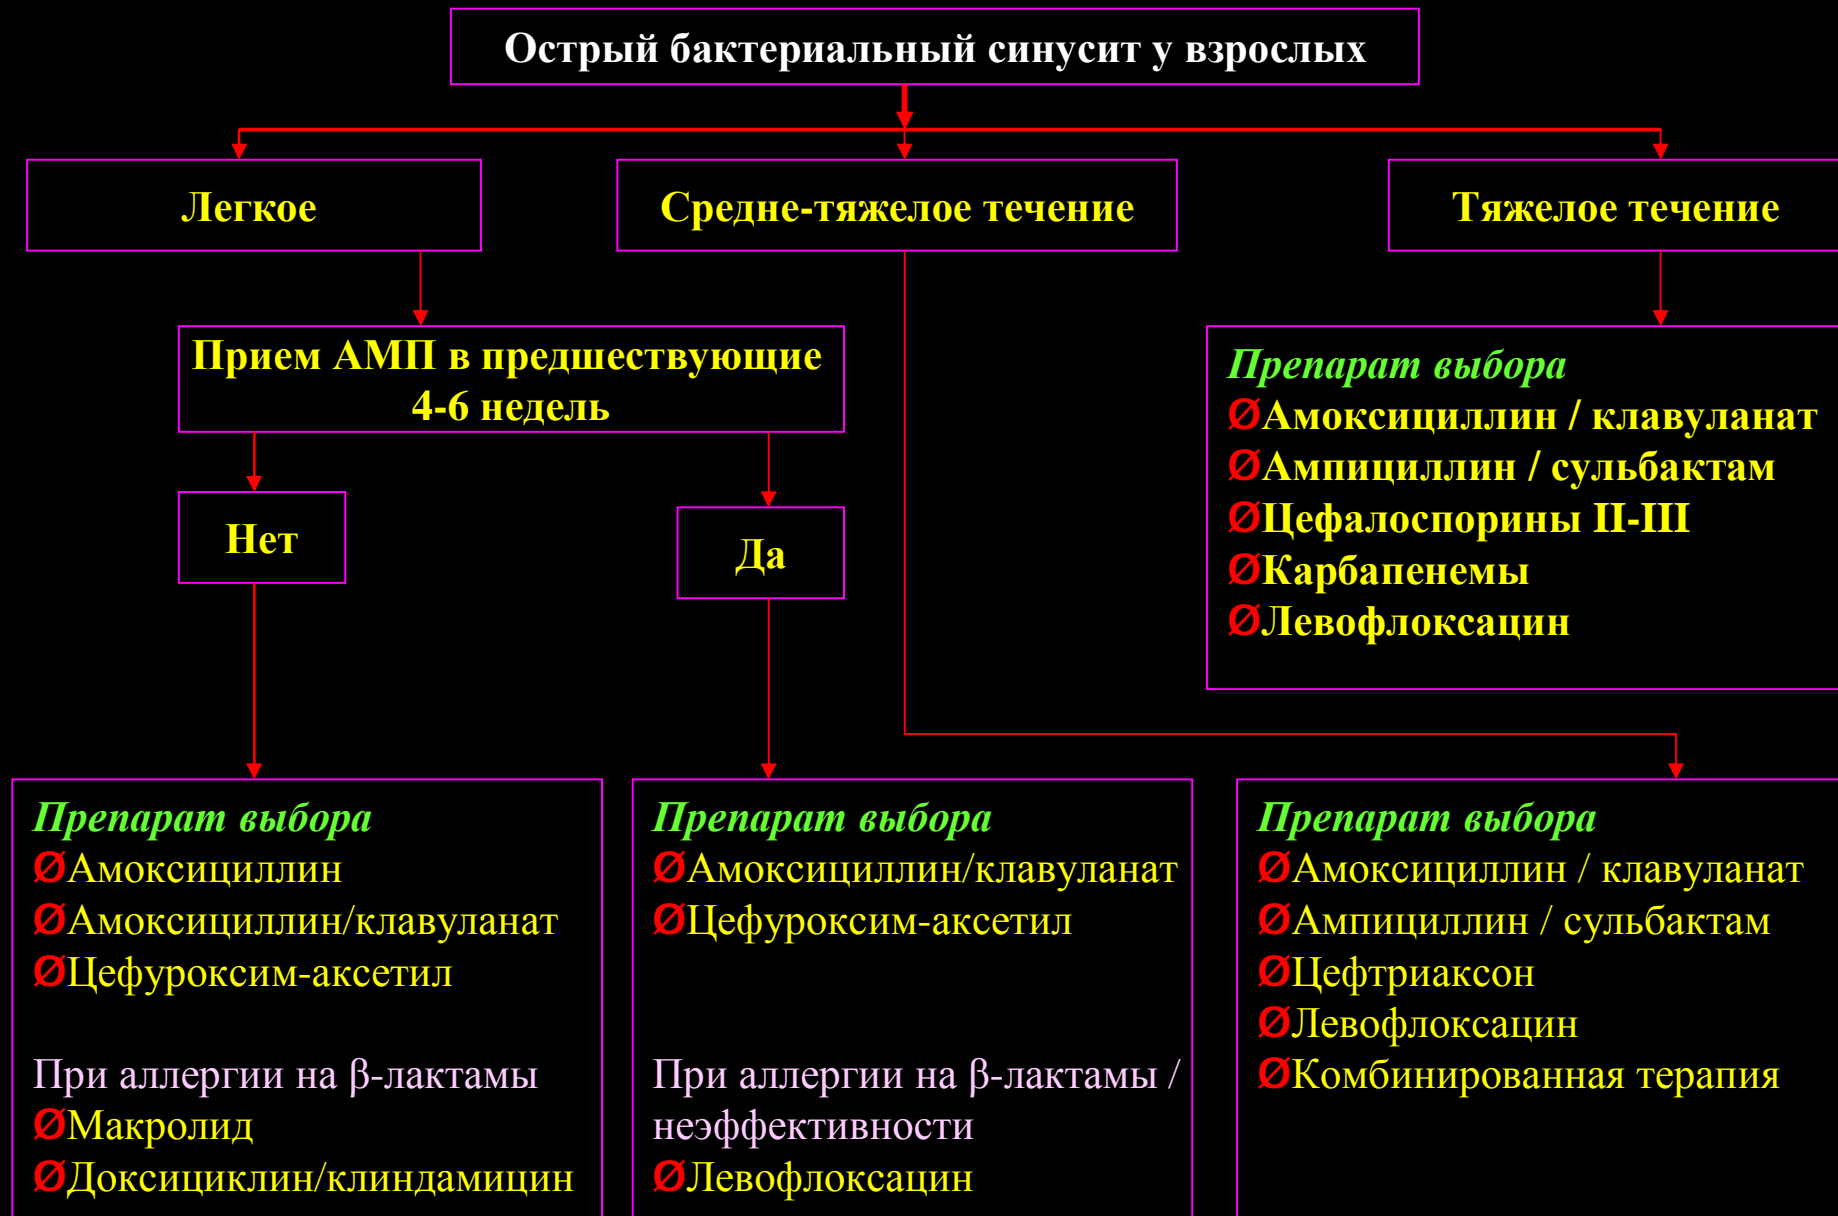 Острый бактериальный синусит у взрослых
Легкое
Средне-тяжелое течение
Тяжелое течение
Прием АМП в предшествующие
4-6 недель
Препарат выбора
ØАмоксициллин / клавуланат
ØАмпициллин / сульбактам
ØЦефалоспорины II-III
ØКарбапенемы
ØЛевофлоксацин
Нет
Да
Препарат выбора
ØАмоксициллин
ØАмоксициллин/клавуланат
ØЦефуроксим-аксетил
При аллергии на β-лактамы
ØМакролид
ØДоксициклин/клиндамицин
Препарат выбора
ØАмоксициллин/клавуланат
ØЦефуроксим-аксетил
При аллергии на β-лактамы /
неэффективности
ØЛевофлоксацин
Препарат выбора
ØАмоксициллин / клавуланат
ØАмпициллин / сульбактам
ØЦефтриаксон
ØЛевофлоксацин
ØКомбинированная терапия